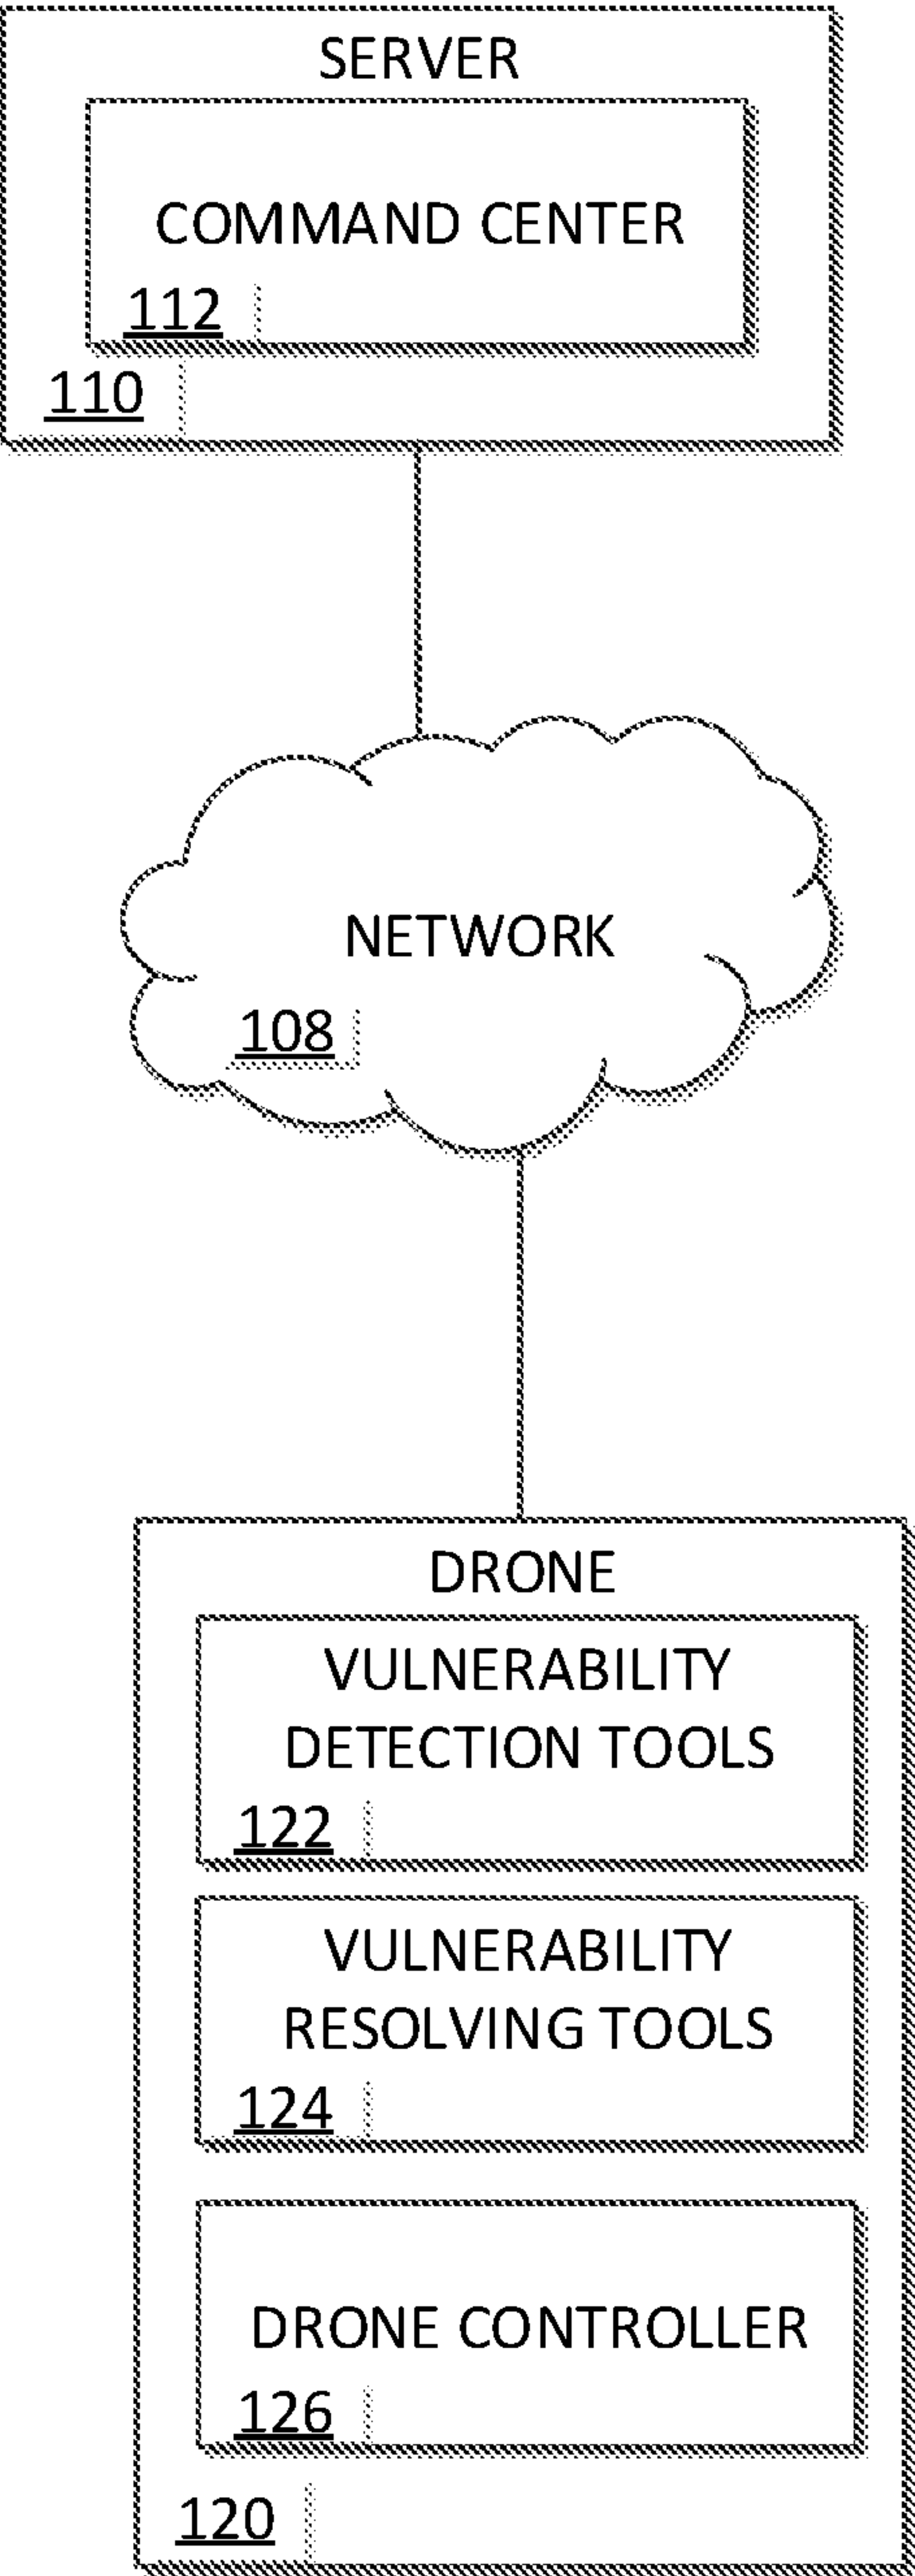 SERVER
COMMAND CENTER
112
110
NETWORK
108
DRONE
VULNERABILITY
DETECTION TOOLS
122
VULNERABILITY
RESOLVING TOOLS
124
DRONE CONTROLLER
126
120